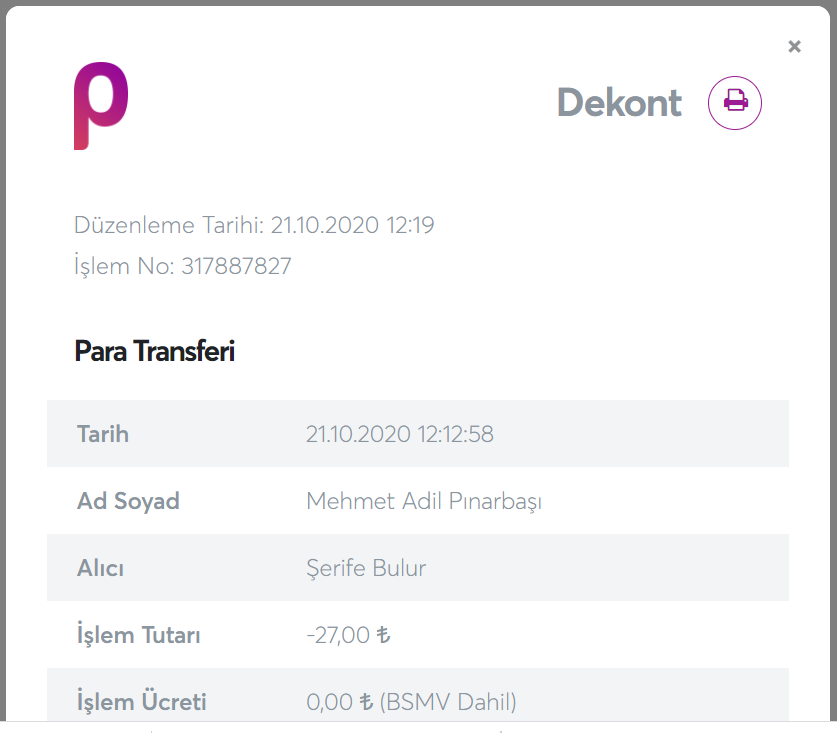 ×
p
Dekont
Düzenleme Tarihi: 21.10.2020 12:19
İşlem No: 317887827
Para Transferi
Tarih 21.10.2020 12:12:58
Ad Soyad Mehmet Adil Pınarbaşı
Alıcı Şerife Bulur
İşlem Tutarı -27,00 ₺
İşlem Ücreti 0,00 ₺ (BSMV Dahil)